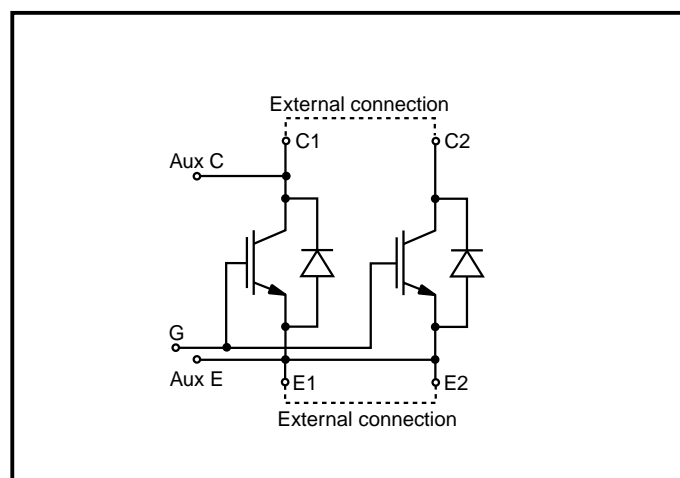 External connection
C1
C2
Aux C
G
Aux E
E1
E2
External connection